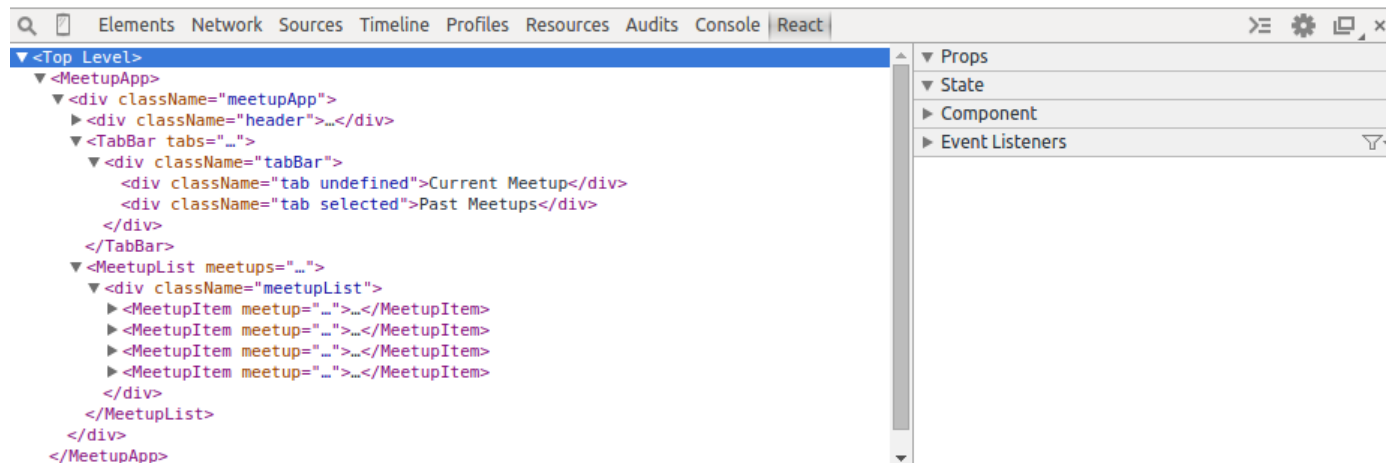 Elements Network Sources Timeline Profiles Resources Audits Console React
<Top Level>
<MeetupApp>
<div className="meetupApp">
<div className="header">…</div>
<TabBar tabs="…">
<div className="tabBar">
<div className="tab undefined">Current Meetup</div>
<div className="tab selected">Past Meetups</div>
</div>
</TabBar>
<MeetupList meetups="…">
<div className="meetupList">
<MeetupItem meetup="…">…</MeetupItem>
<MeetupItem meetup="…">…</MeetupItem>
<MeetupItem meetup="…">…</MeetupItem>
<MeetupItem meetup="…">…</MeetupItem>
</div>
</MeetupList>
</div>
</MeetupApp>
Props
State
Component
Event Listeners